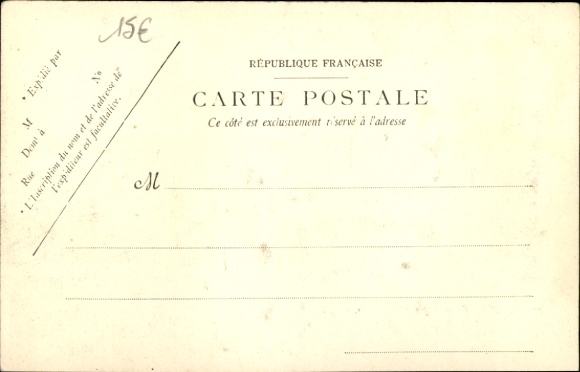 15€
RÉPUBLIQUE FRANÇAISE
CARTE POSTALE
Ce côté est exclusivement réservé à l'adresse
M
* Expédié par
M
Demt à
Rue No
* L'Inscription du nom et de l'adresse de
l'expéditeur est facultative.